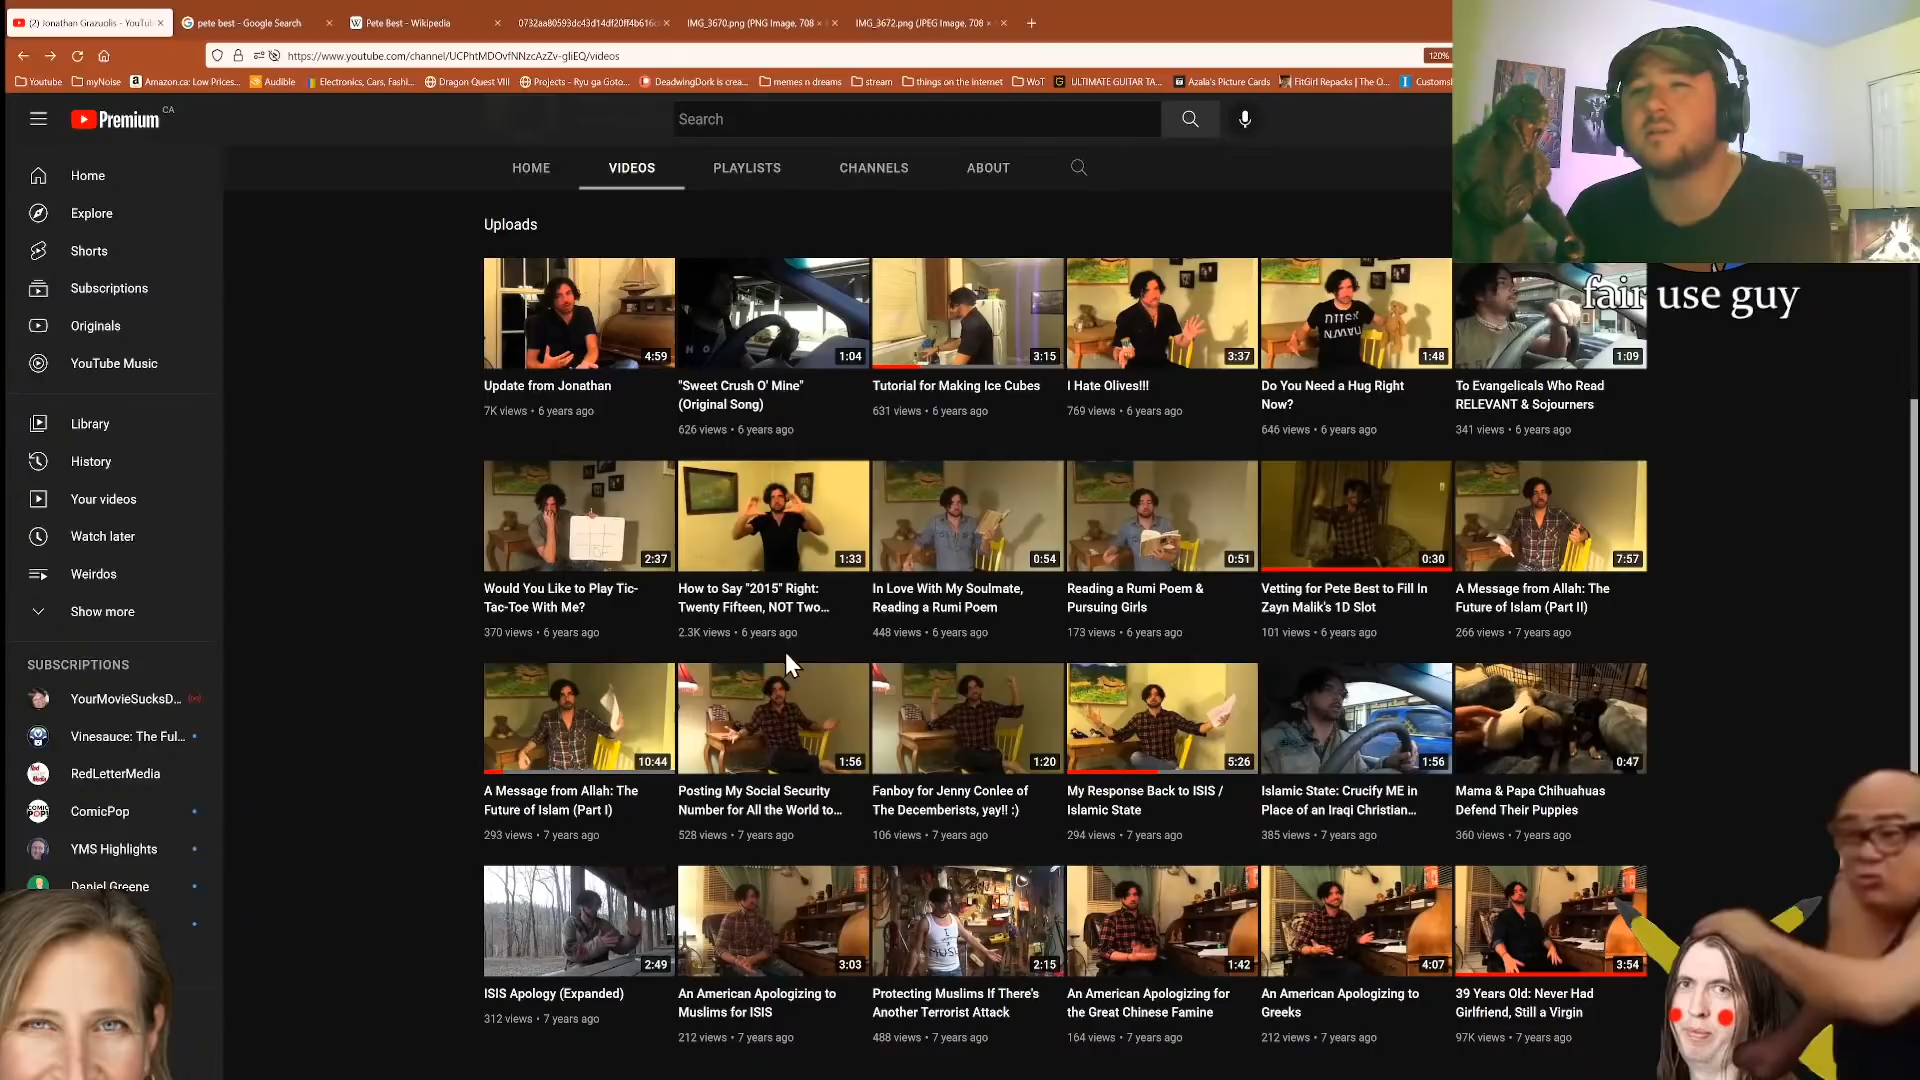 (2) Jonathan Grazuolis - YouTu
pete best - Google Search
Pete Best - Wikipedia
IMG_3670.png (PNG Image, 708 ×
IMG_3672.png (JPEG Image, 708 ×
https://www.youtube.com/channel/UCPhtMDOvfNNzcAzZv-gIiEQ/videos
120%
Youtube
myNoise
Amazon.ca: Low Prices...
Audible
Electronics, Cars, Fashi...
Dragon Quest VIII
Projections - Ryu ga Goto...
DeadwingDork is crea...
memes n dreams
stream
things on the internet
WoT
ULTIMATE GUITAR TA...
Azala's Picture Cards
FitGirl Repacks | The O...
Premium
CA
Search
HOME
VIDEOS
PLAYLISTS
CHANNELS
ABOUT
Home
Explore
Shorts
Subscriptions
Originals
YouTube Music
Library
History
Your videos
Watch later
Weirdos
Show more
SUBSCRIPTIONS
YourMovieSucksD...
Vinesauce: The Ful...
RedLetterMedia
ComicPop
YMS Highlights
Daniel Greene
fair use guy
Uploads
4:59
1:04
3:15
3:37
1:48
1:09
Update from Jonathan
7K views • 6 years ago
"Sweet Crush O' Mine"
(Original Song)
626 views • 6 years ago
Tutorial for Making Ice Cubes
631 views • 6 years ago
I Hate Olives!!!
769 views • 6 years ago
Do You Need a Hug Right
Now?
646 views • 6 years ago
To Evangelicals Who Read
RELEVANT & Sojourners
341 views • 6 years ago
2:37
1:33
0:54
0:51
0:30
7:57
Would You Like to Play Tic-
Tac-Toe With Me?
370 views • 6 years ago
How to Say "2015" Right:
Twenty Fifteen, NOT Two...
2.3K views • 6 years ago
In Love With My Soulmate,
Reading a Rumi Poem
448 views • 6 years ago
Reading a Rumi Poem &
Pursuing Girls
173 views • 6 years ago
Vetting for Pete Best to Fill In
Zayn Malik's 1D Slot
101 views • 6 years ago
A Message from Allah: The
Future of Islam (Part II)
266 views • 7 years ago
10:44
1:56
1:20
5:26
1:56
0:47
A Message from Allah: The
Future of Islam (Part I)
293 views • 7 years ago
Posting My Social Security
Number for All the World to...
528 views • 7 years ago
Fanboy for Jenny Conlee of
The Decemberists, yay!! :)
106 views • 7 years ago
My Response Back to ISIS /
Islamic State
294 views • 7 years ago
Islamic State: Crucify ME in
Place of an Iraqi Christian...
385 views • 7 years ago
Mama & Papa Chihuahuas
Defend Their Puppies
360 views • 7 years ago
2:49
3:03
2:15
1:42
4:07
3:54
ISIS Apology (Expanded)
312 views • 7 years ago
An American Apologizing to
Muslims for ISIS
212 views • 7 years ago
Protecting Muslims If There's
Another Terrorist Attack
488 views • 7 years ago
An American Apologizing for
the Great Chinese Famine
164 views • 7 years ago
An American Apologizing to
Greeks
212 views • 7 years ago
39 Years Old: Never Had
Girlfriend, Still a Virgin
97K views • 7 years ago